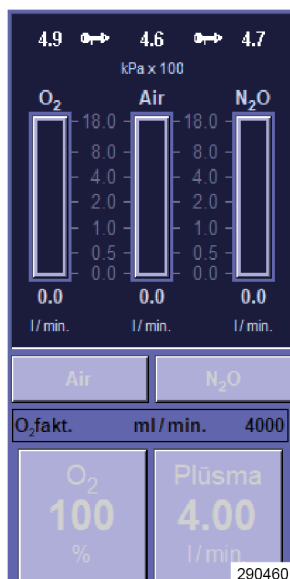 4.9 4.6 4.7
kPa x 100
O₂ Air N₂O
18.0 18.0
8.0 8.0
4.0 4.0
2.0 2.0
1.0 1.0
0.5 0.5
0.0 0.0
0.0 0.0 0.0
l/min. l/min. l/min.
Air N₂O
O₂fakt. ml/min. 4000
O₂ Plūsma
100 4.00
% l/min
290460